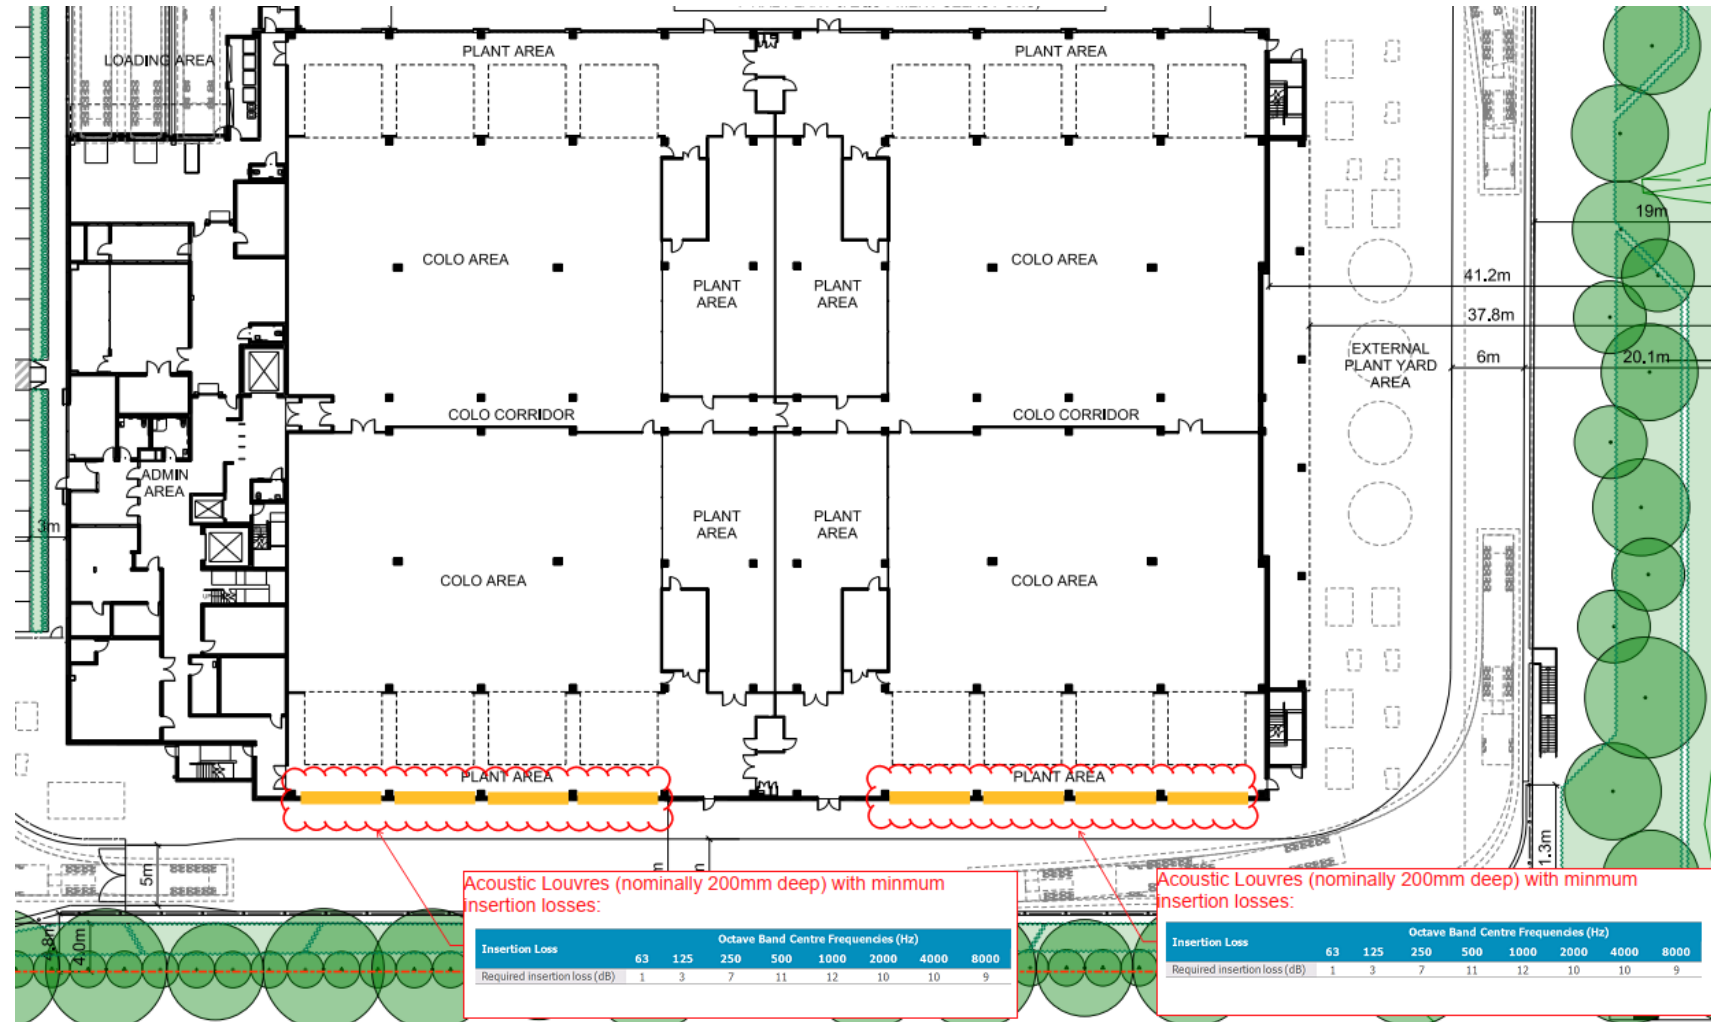 LOADING AREA
PLANT AREA
PLANT AREA
COLO AREA
COLO AREA
PLANT
AREA
PLANT
AREA
19m
41.2m
37.8m
EXTERNAL
PLANT YARD
AREA
6m
20.1m
COLO CORRIDOR
COLO CORRIDOR
ADMIN
AREA
3m
PLANT
AREA
PLANT
AREA
COLO AREA
COLO AREA
PLANT AREA
PLANT AREA
5m
1.3m
4.8m
4.0m
Acoustic Louvres (nominally 200mm deep) with minmum
insertion losses:
Insertion Loss
Octave Band Centre Frequencies (Hz)
63 125 250 500 1000 2000 4000 8000
Required insertion loss (dB) 1 3 7 11 12 10 10 9
Acoustic Louvres (nominally 200mm deep) with minmum
insertion losses:
Insertion Loss
Octave Band Centre Frequencies (Hz)
63 125 250 500 1000 2000 4000 8000
Required insertion loss (dB) 1 3 7 11 12 10 10 9